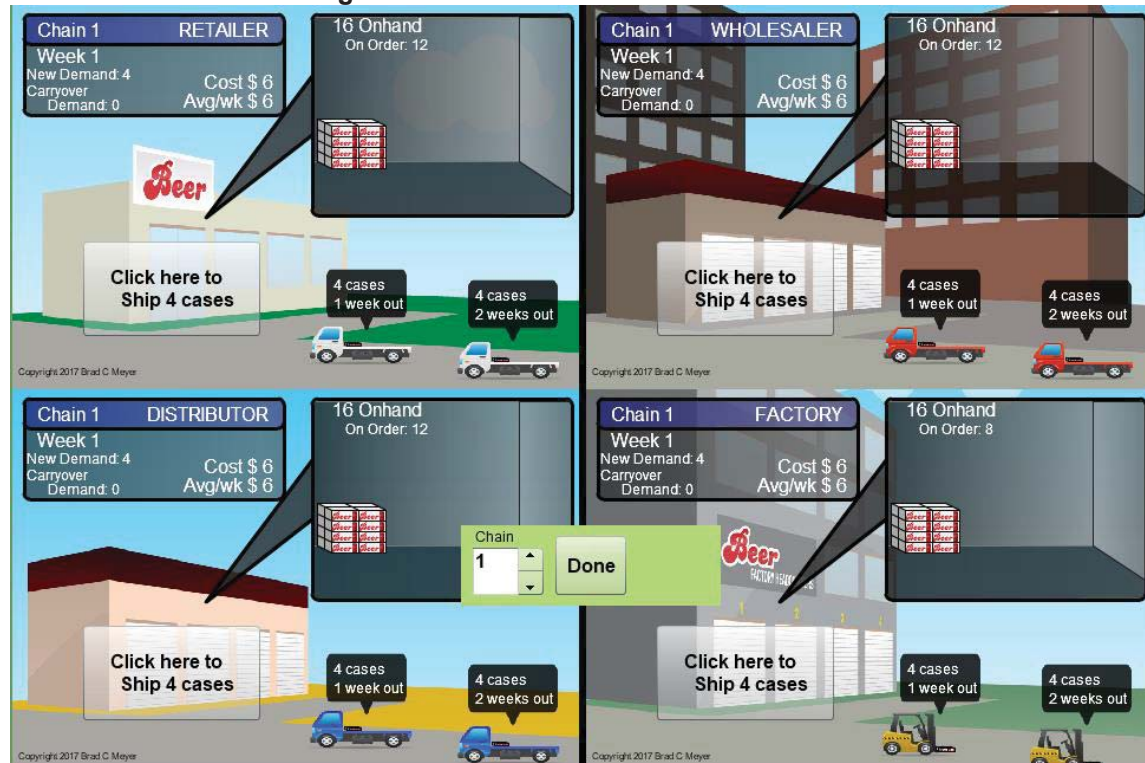 Chain 1 RETAILER
Week 1
New Demand: 4
Carryover
Demand: 0
Cost $ 6
Avg/wk $ 6
16 Onhand
On Order: 12
Beer
Click here to
Ship 4 cases
4 cases
1 week out
4 cases
2 weeks out
Copyright 2017 Brad C Meyer
Chain 1 WHOLESALER
Week 1
New Demand: 4
Carryover
Demand: 0
Cost $ 6
Avg/wk $ 6
16 Onhand
On Order: 12
Click here to
Ship 4 cases
4 cases
1 week out
4 cases
2 weeks out
Copyright 2017 Brad C Meyer
Chain 1 DISTRIBUTOR
Week 1
New Demand: 4
Carryover
Demand: 0
Cost $ 6
Avg/wk $ 6
16 Onhand
On Order: 12
Click here to
Ship 4 cases
4 cases
1 week out
4 cases
2 weeks out
Copyright 2017 Brad C Meyer
Chain
1
Done
Chain 1 FACTORY
Week 1
New Demand: 4
Carryover
Demand: 0
Cost $ 6
Avg/wk $ 6
16 Onhand
On Order: 8
Beer
FACTORY
1 2 3 4
Click here to
Ship 4 cases
4 cases
1 week out
4 cases
2 weeks out
Copyright 2017 Brad C Meyer